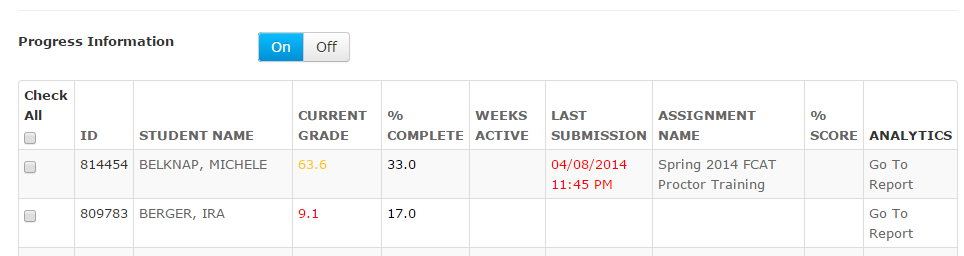 Progress Information On Off
Check All ID STUDENT NAME CURRENT GRADE % COMPLETE WEEKS ACTIVE LAST SUBMISSION ASSIGNMENT NAME % SCORE ANALYTICS
814454 BELKNAP, MICHELE 63.6 33.0 04/08/2014 11:45 PM Spring 2014 FCAT Proctor Training Go To Report
809783 BERGER, IRA 9.1 17.0 Go To Report